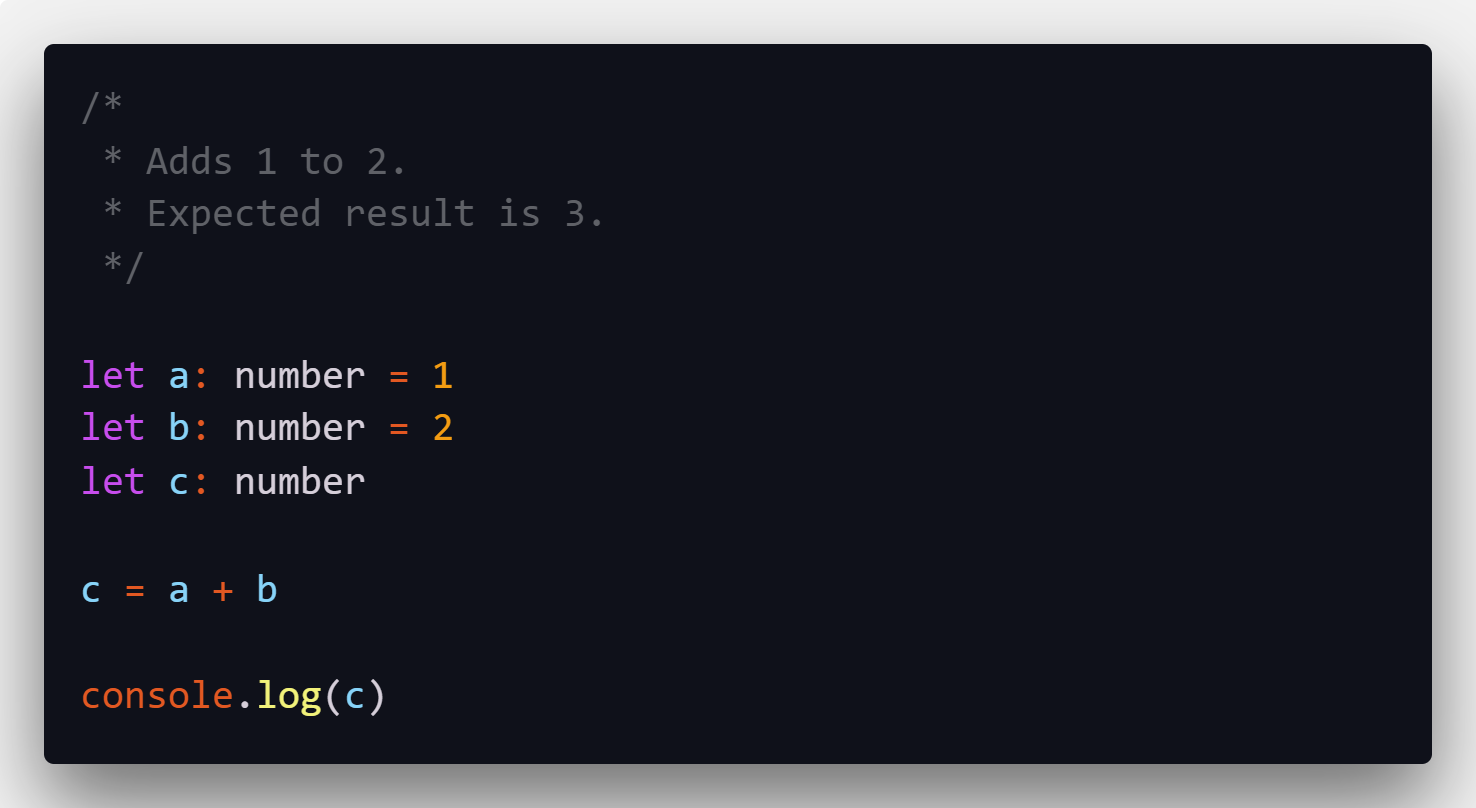 /*
 * Adds 1 to 2.
 * Expected result is 3.
 */
let a: number = 1
let b: number = 2
let c: number
c = a + b
console.log(c)